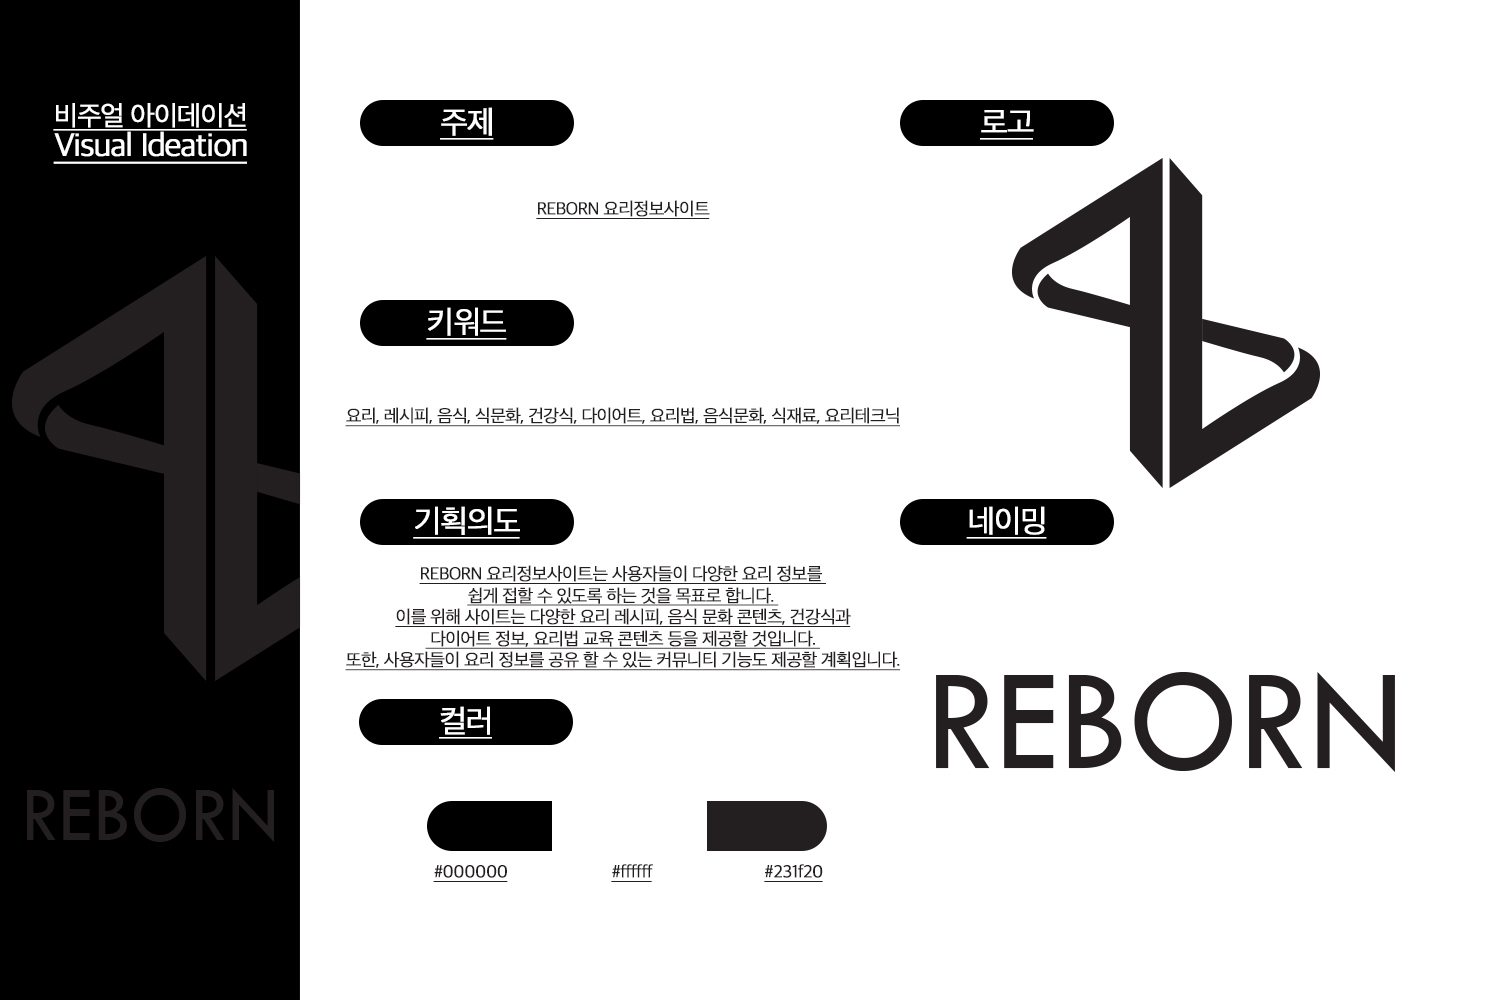 비주얼 아이데이션
Visual Ideation
REBORN
주제
REBORN 요리정보사이트
키워드
요리, 레시피, 음식, 식문화, 건강식, 다이어트, 요리법, 음식문화, 식재료, 요리테크닉
기획의도
REBORN 요리정보사이트는 사용자들이 다양한 요리 정보를
쉽게 접할 수 있도록 하는 것을 목표로 합니다.
이를 위해 사이트는 다양한 요리 레시피, 음식 문화 콘텐츠, 건강식과
다이어트 정보, 요리법 교육 콘텐츠 등을 제공할 것입니다.
또한, 사용자들이 요리 정보를 공유 할 수 있는 커뮤니티 기능도 제공할 계획입니다.
컬러
#000000
#ffffff
#231f20
로고
네이밍
REBORN